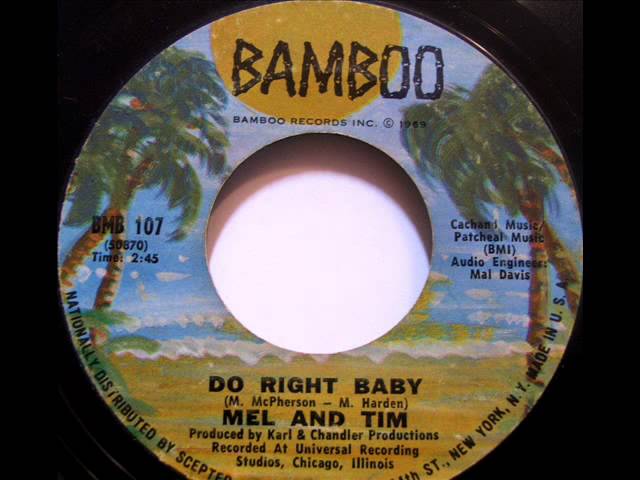 BAMBOO
BAMBOO RECORDS INC. © 1969
BMB 107
(50870)
Time: 2:45
Cachand Music/
Patcheal Music
(BMI)
Audio Engineer:
Mal Davis
DO RIGHT BABY
(M. McPHERSON – M. HARDEN)
MEL AND TIM
Produced by Karl & Chandler Productions
Recorded At Universal Recording
Studios, Chicago, Illinois
NATIONALLY DISTRIBUTED BY SCEPTE
ST., NEW YORK, N.Y. MADE IN U.S.A.